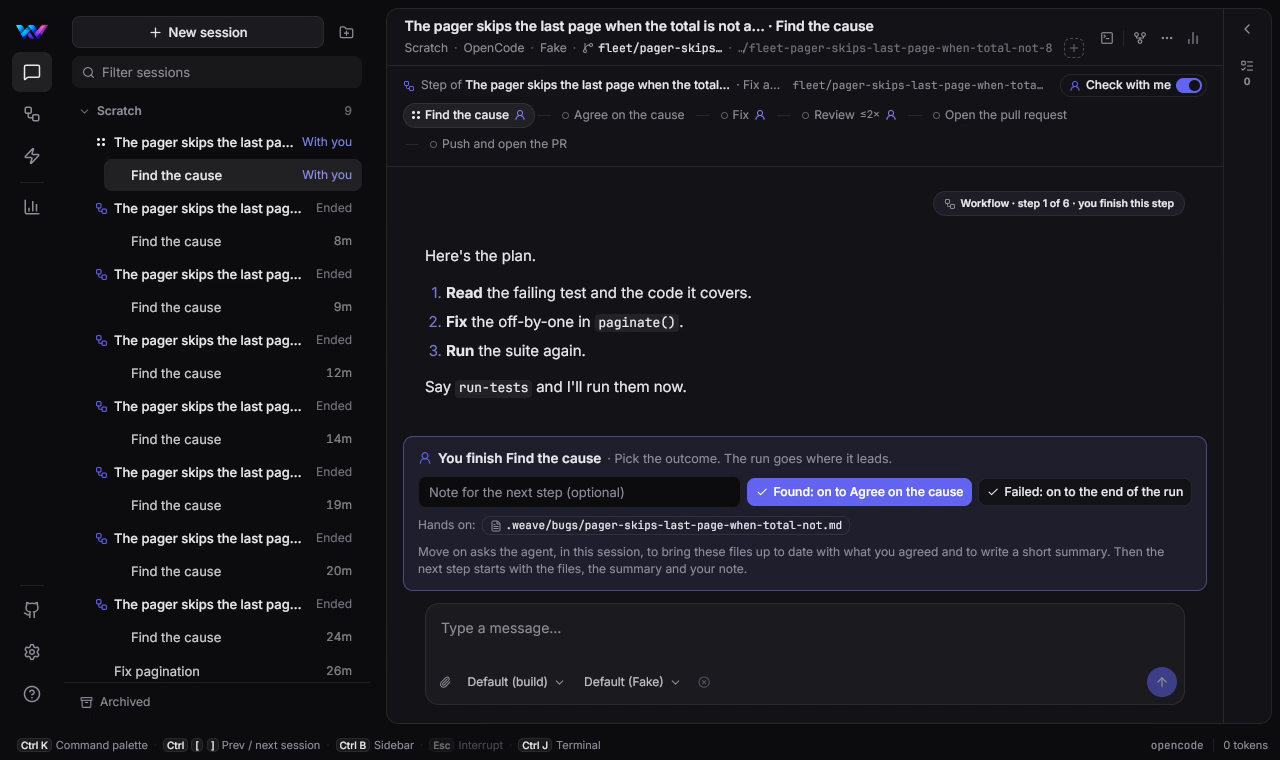 New session
Filter sessions
Scratch 9
The pager skips the last pa... With you
Find the cause With you
The pager skips the last pag... Ended
Find the cause 8m
The pager skips the last pag... Ended
Find the cause 9m
The pager skips the last pag... Ended
Find the cause 12m
The pager skips the last pag... Ended
Find the cause 14m
The pager skips the last pag... Ended
Find the cause 19m
The pager skips the last pag... Ended
Find the cause 20m
The pager skips the last pag... Ended
Find the cause 24m
Fix pagination 26m
Archived
The pager skips the last page when the total is not a... · Find the cause
Scratch · OpenCode · Fake · fleet/pager-skips… · …/fleet-pager-skips-last-page-when-total-not-8
0
Step of The pager skips the last page when the total... · Fix a... fleet/pager-skips-last-page-when-tota… Check with me
Find the cause Agree on the cause Fix Review ≤2× Open the pull request
Push and open the PR
Workflow · step 1 of 6 · you finish this step
Here's the plan.
1. Read the failing test and the code it covers.
2. Fix the off-by-one in paginate().
3. Run the suite again.
Say run-tests and I'll run them now.
You finish Find the cause · Pick the outcome. The run goes where it leads.
Note for the next step (optional) Found: on to Agree on the cause Failed: on to the end of the run
Hands on: .weave/bugs/pager-skips-last-page-when-total-not.md
Move on asks the agent, in this session, to bring these files up to date with what you agreed and to write a short summary. Then the
next step starts with the files, the summary and your note.
Type a message...
Default (build) Default (Fake)
Ctrl K Command palette · Ctrl [ ] Prev / next session · Ctrl B Sidebar · Esc Interrupt · Ctrl J Terminal opencode 0 tokens